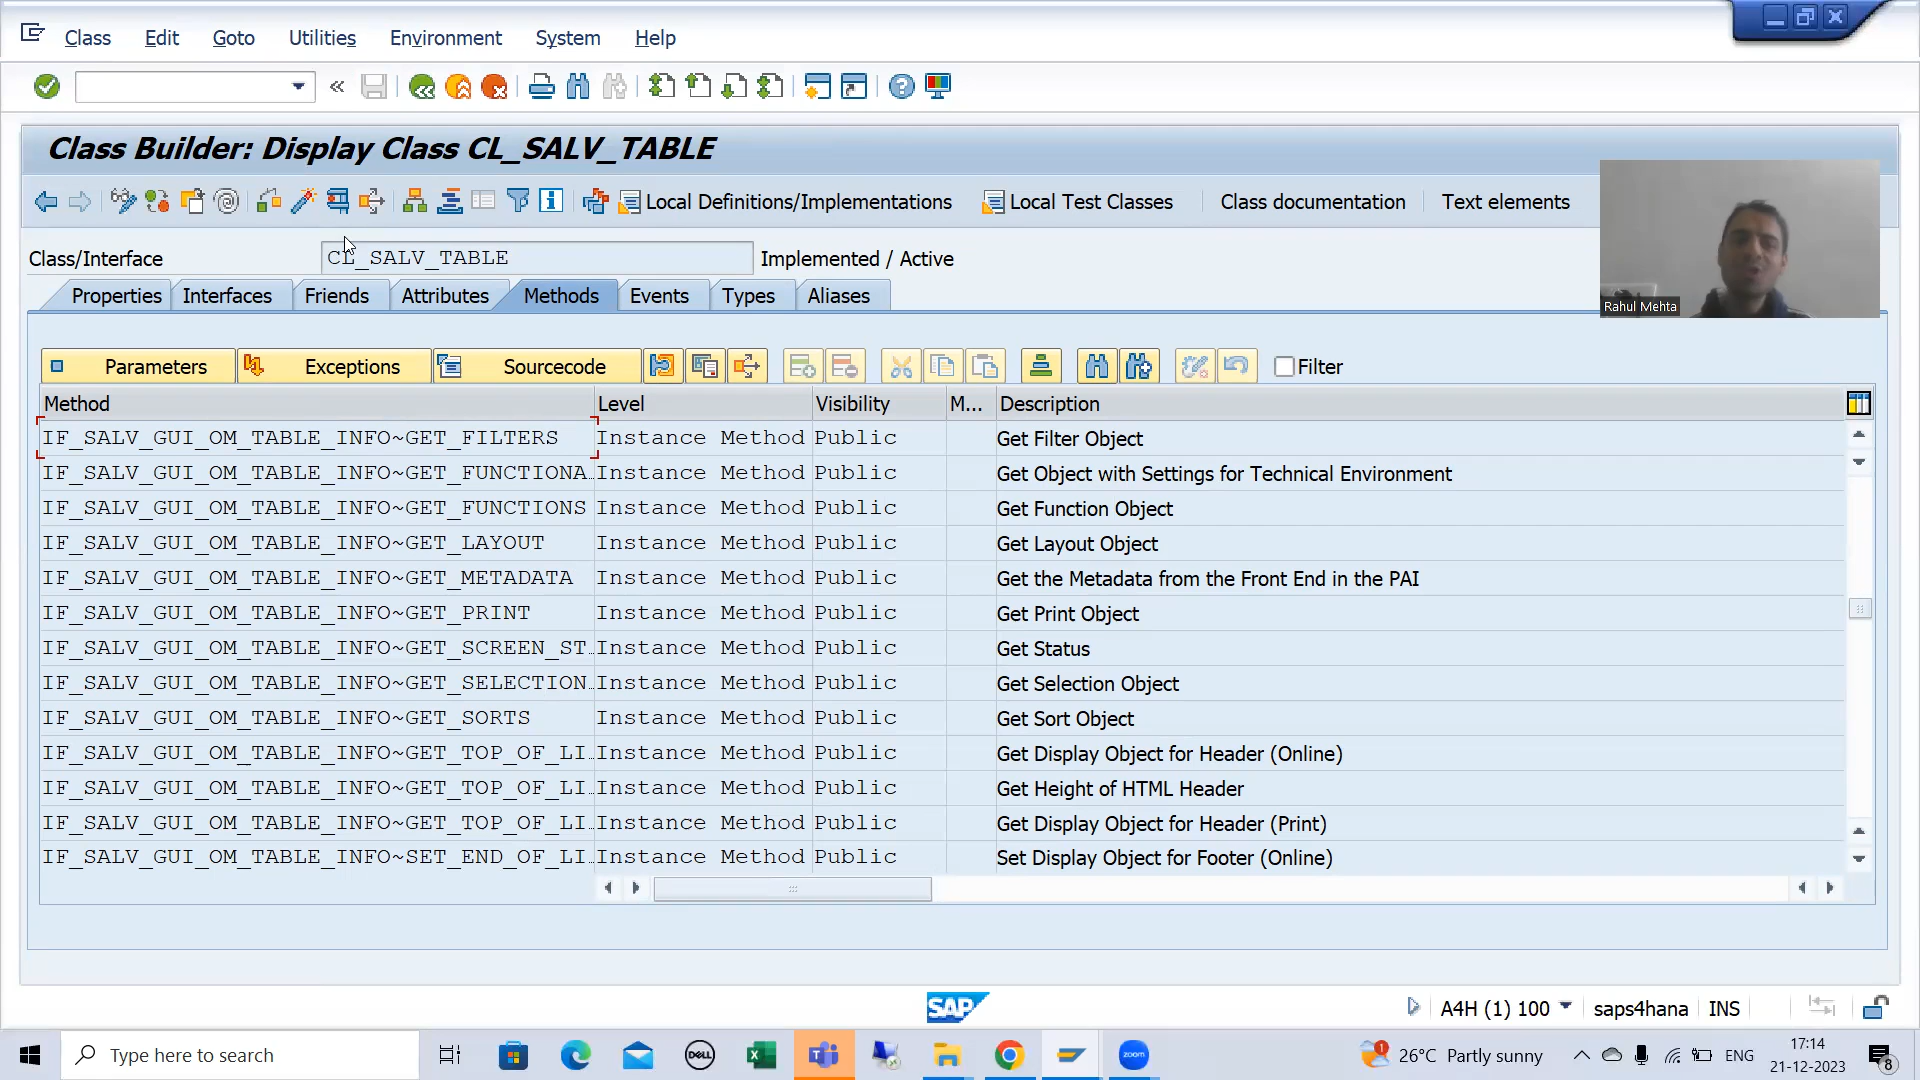 Class Edit Goto Utilities Environment System Help
Class Builder: Display Class CL_SALV_TABLE
Local Definitions/Implementations Local Test Classes Class documentation Text elements
Class/Interface CL_SALV_TABLE Implemented / Active
Rahul Mehta
Properties Interfaces Friends Attributes Methods Events Types Aliases
Parameters Exceptions Sourcecode Filter
Method Level Visibility M... Description
IF_SALV_GUI_OM_TABLE_INFO~GET_FILTERS Instance Method Public Get Filter Object
IF_SALV_GUI_OM_TABLE_INFO~GET_FUNCTIONA... Instance Method Public Get Object with Settings for Technical Environment
IF_SALV_GUI_OM_TABLE_INFO~GET_FUNCTIONS Instance Method Public Get Function Object
IF_SALV_GUI_OM_TABLE_INFO~GET_LAYOUT Instance Method Public Get Layout Object
IF_SALV_GUI_OM_TABLE_INFO~GET_METADATA Instance Method Public Get the Metadata from the Front End in the PAI
IF_SALV_GUI_OM_TABLE_INFO~GET_PRINT Instance Method Public Get Print Object
IF_SALV_GUI_OM_TABLE_INFO~GET_SCREEN_ST... Instance Method Public Get Status
IF_SALV_GUI_OM_TABLE_INFO~GET_SELECTION... Instance Method Public Get Selection Object
IF_SALV_GUI_OM_TABLE_INFO~GET_SORTS Instance Method Public Get Sort Object
IF_SALV_GUI_OM_TABLE_INFO~GET_TOP_OF_LI... Instance Method Public Get Display Object for Header (Online)
IF_SALV_GUI_OM_TABLE_INFO~GET_TOP_OF_LI... Instance Method Public Get Height of HTML Header
IF_SALV_GUI_OM_TABLE_INFO~GET_TOP_OF_LI... Instance Method Public Get Display Object for Header (Print)
IF_SALV_GUI_OM_TABLE_INFO~SET_END_OF_LI... Instance Method Public Set Display Object for Footer (Online)
SAP A4H (1) 100 saps4hana INS
Type here to search DELL zoom 1 26°C Partly sunny ENG 17:14
21-12-2023 8